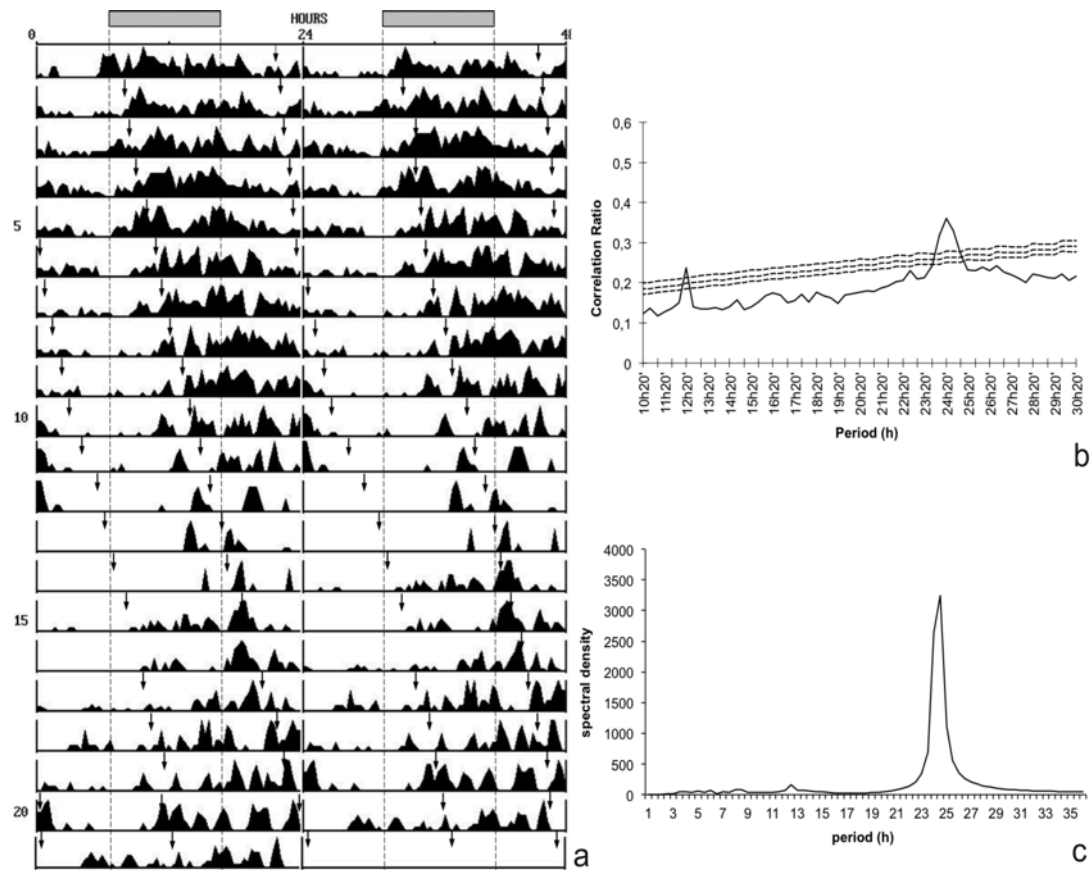 HOURS
0 24 48
5
10
15
20
a
Correlation Ratio
0,6
0,5
0,4
0,3
0,2
0,1
0
10h20' 11h20' 12h20' 13h20' 14h20' 15h20' 16h20' 17h20' 18h20' 19h20' 20h20' 21h20' 22h20' 23h20' 24h20' 25h20' 26h20' 27h20' 28h20' 29h20' 30h20'
Period (h)
b
spectral density
4000
3500
3000
2500
2000
1500
1000
500
0
1 3 5 7 9 11 13 15 17 19 21 23 25 27 29 31 33 35
period (h)
c